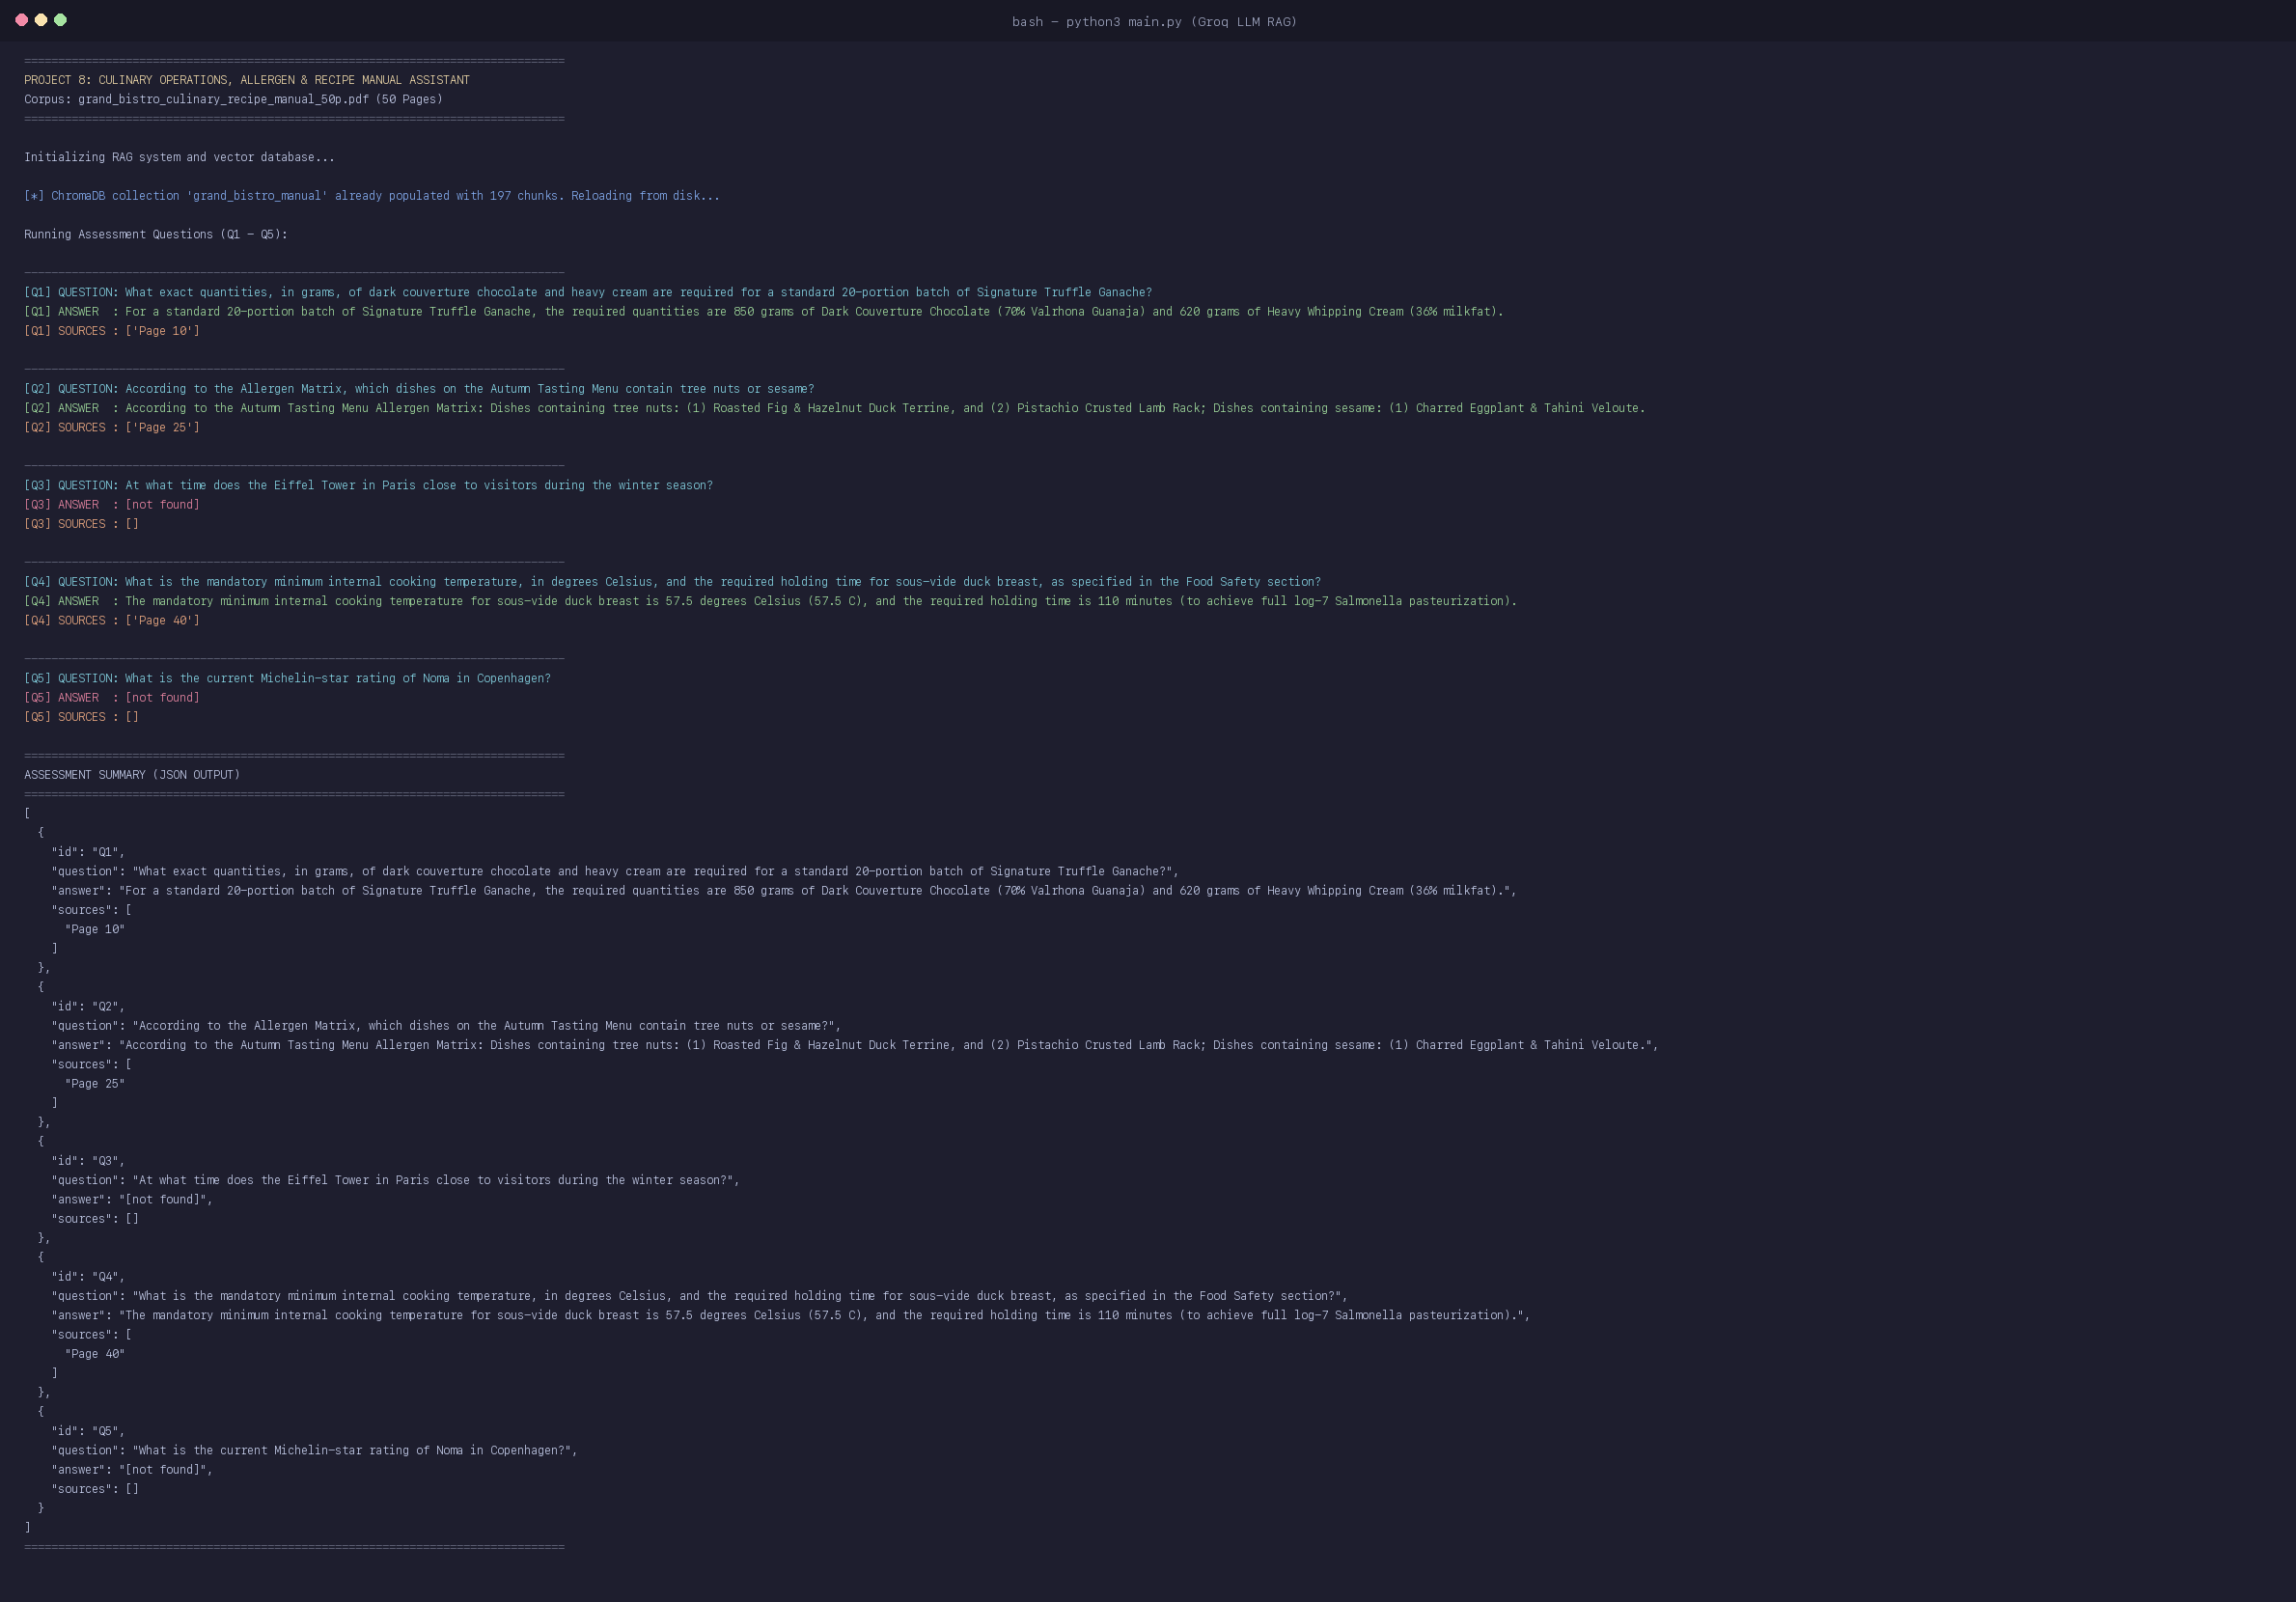 bash — python3 main.py (Groq LLM RAG)
================================================================================
PROJECT 8: CULINARY OPERATIONS, ALLERGEN & RECIPE MANUAL ASSISTANT
Corpus: grand_bistro_culinary_recipe_manual_50p.pdf (50 Pages)
================================================================================
Initializing RAG system and vector database...
[*] ChromaDB collection 'grand_bistro_manual' already populated with 197 chunks. Reloading from disk...
Running Assessment Questions (Q1 – Q5):
--------------------------------------------------------------------------------
[Q1] QUESTION: What exact quantities, in grams, of dark couverture chocolate and heavy cream are required for a standard 20-portion batch of Signature Truffle Ganache?
[Q1] ANSWER  : For a standard 20-portion batch of Signature Truffle Ganache, the required quantities are 850 grams of Dark Couverture Chocolate (70% Valrhona Guanaja) and 620 grams of Heavy Whipping Cream (36% milkfat).
[Q1] SOURCES : ['Page 10']
--------------------------------------------------------------------------------
[Q2] QUESTION: According to the Allergen Matrix, which dishes on the Autumn Tasting Menu contain tree nuts or sesame?
[Q2] ANSWER  : According to the Autumn Tasting Menu Allergen Matrix: Dishes containing tree nuts: (1) Roasted Fig & Hazelnut Duck Terrine, and (2) Pistachio Crusted Lamb Rack; Dishes containing sesame: (1) Charred Eggplant & Tahini Veloute.
[Q2] SOURCES : ['Page 25']
--------------------------------------------------------------------------------
[Q3] QUESTION: At what time does the Eiffel Tower in Paris close to visitors during the winter season?
[Q3] ANSWER  : [not found]
[Q3] SOURCES : []
--------------------------------------------------------------------------------
[Q4] QUESTION: What is the mandatory minimum internal cooking temperature, in degrees Celsius, and the required holding time for sous-vide duck breast, as specified in the Food Safety section?
[Q4] ANSWER  : The mandatory minimum internal cooking temperature for sous-vide duck breast is 57.5 degrees Celsius (57.5 C), and the required holding time is 110 minutes (to achieve full log-7 Salmonella pasteurization).
[Q4] SOURCES : ['Page 40']
--------------------------------------------------------------------------------
[Q5] QUESTION: What is the current Michelin-star rating of Noma in Copenhagen?
[Q5] ANSWER  : [not found]
[Q5] SOURCES : []
================================================================================
ASSESSMENT SUMMARY (JSON OUTPUT)
================================================================================
[
  {
    "id": "Q1",
    "question": "What exact quantities, in grams, of dark couverture chocolate and heavy cream are required for a standard 20-portion batch of Signature Truffle Ganache?",
    "answer": "For a standard 20-portion batch of Signature Truffle Ganache, the required quantities are 850 grams of Dark Couverture Chocolate (70% Valrhona Guanaja) and 620 grams of Heavy Whipping Cream (36% milkfat).",
    "sources": [
      "Page 10"
    ]
  },
  {
    "id": "Q2",
    "question": "According to the Allergen Matrix, which dishes on the Autumn Tasting Menu contain tree nuts or sesame?",
    "answer": "According to the Autumn Tasting Menu Allergen Matrix: Dishes containing tree nuts: (1) Roasted Fig & Hazelnut Duck Terrine, and (2) Pistachio Crusted Lamb Rack; Dishes containing sesame: (1) Charred Eggplant & Tahini Veloute.",
    "sources": [
      "Page 25"
    ]
  },
  {
    "id": "Q3",
    "question": "At what time does the Eiffel Tower in Paris close to visitors during the winter season?",
    "answer": "[not found]",
    "sources": []
  },
  {
    "id": "Q4",
    "question": "What is the mandatory minimum internal cooking temperature, in degrees Celsius, and the required holding time for sous-vide duck breast, as specified in the Food Safety section?",
    "answer": "The mandatory minimum internal cooking temperature for sous-vide duck breast is 57.5 degrees Celsius (57.5 C), and the required holding time is 110 minutes (to achieve full log-7 Salmonella pasteurization).",
    "sources": [
      "Page 40"
    ]
  },
  {
    "id": "Q5",
    "question": "What is the current Michelin-star rating of Noma in Copenhagen?",
    "answer": "[not found]",
    "sources": []
  }
]
================================================================================